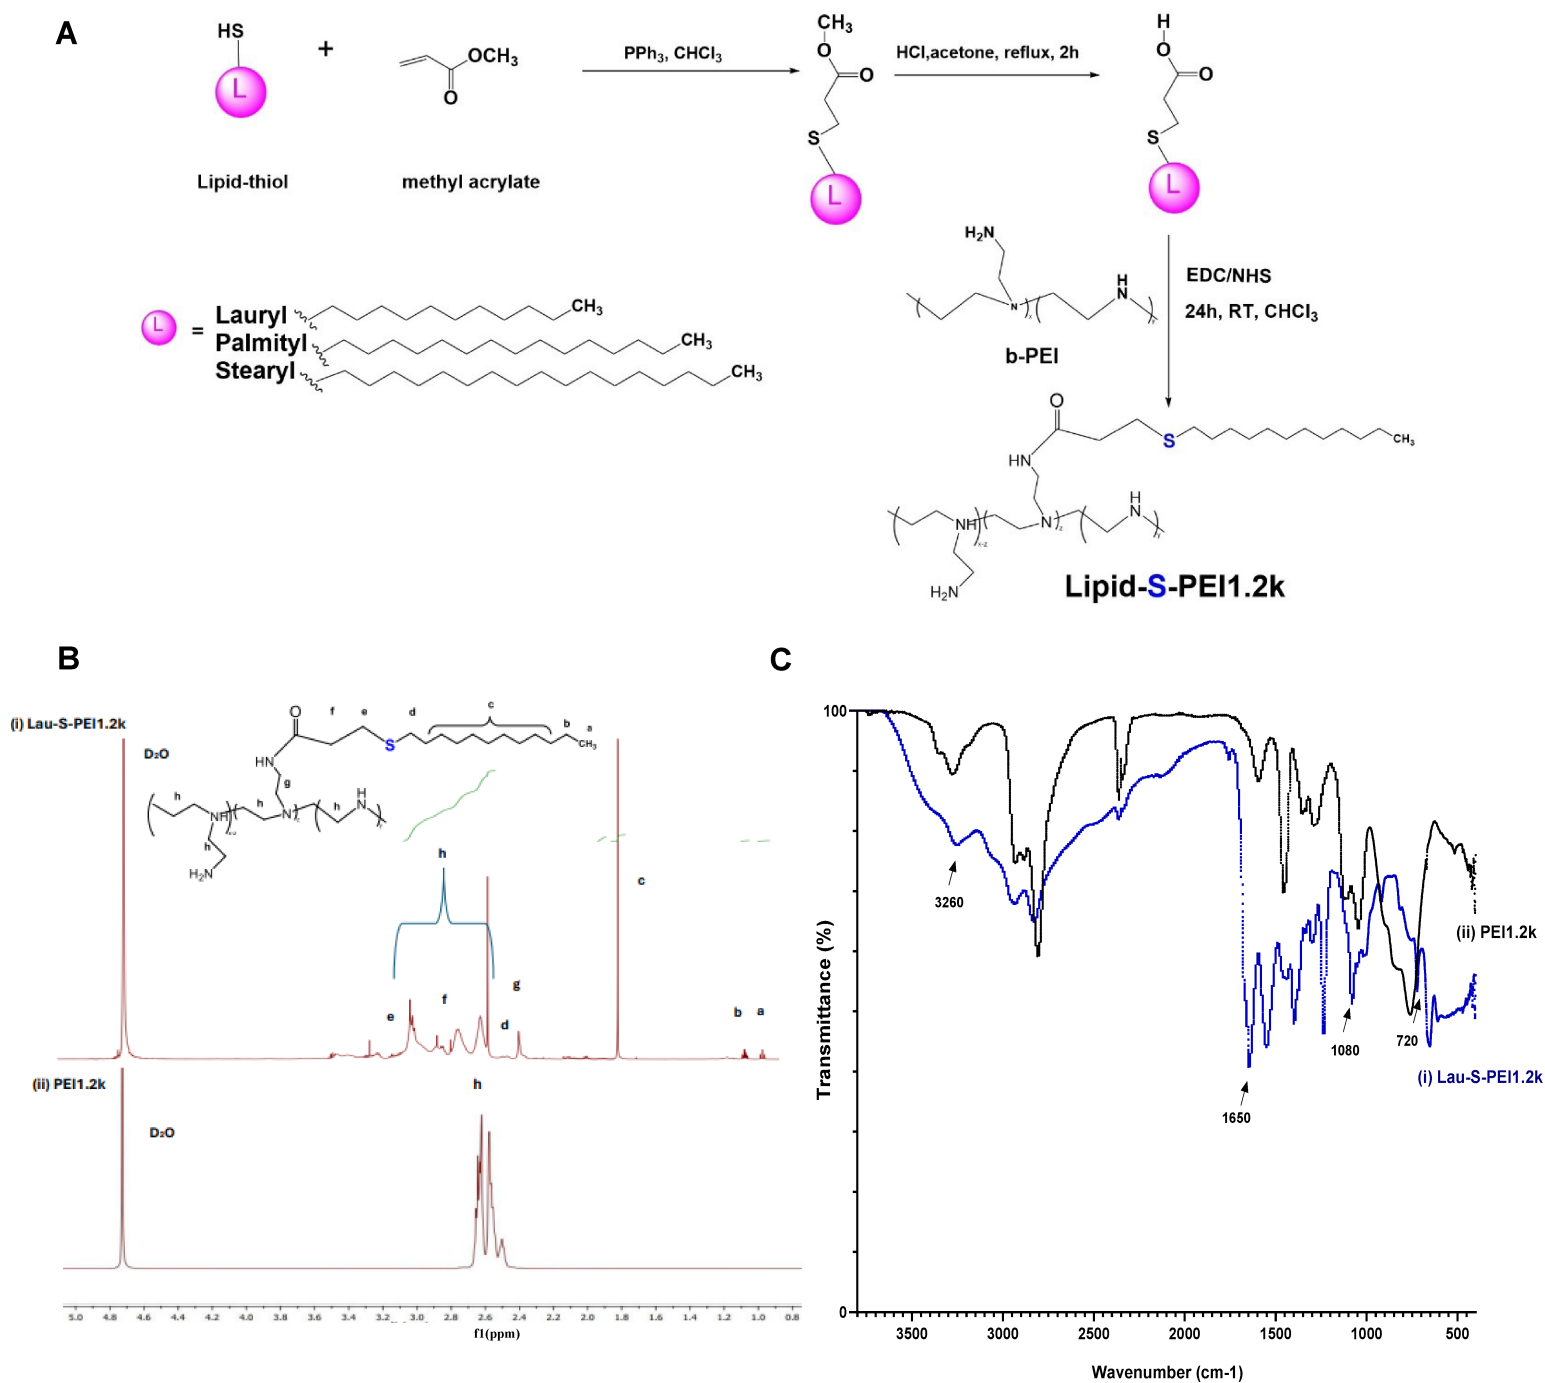 A
HS
+
L
Lipid-thiol
OCH3
O
methyl acrylate
PPh3, CHCl3
CH3
O
O
S
L
HCl,acetone, reflux, 2h
H
O
O
S
L
H2N
N
x
H
N
y
b-PEI
EDC/NHS
24h, RT, CHCl3
L
=
Lauryl
CH3
Palmityl
CH3
Stearyl
CH3
O
S
CH3
HN
NH
x-z
N
z
H
N
y
H2N
Lipid-S-PEI1.2k
B
(i) Lau-S-PEI1.2k
D2O
O
f
e
d
c
b
a
S
CH3
HN
g
h
h
h
H
N
NH
N
h
H2N
h
c
e
f
g
d
b
a
(ii) PEI1.2k
h
D2O
5.0 4.8 4.6 4.4 4.2 4.0 3.8 3.6 3.4 3.2 3.0 2.8 2.6 2.4 2.2 2.0 1.8 1.6 1.4 1.2 1.0 0.8
f1(ppm)
C
100
0
Transmittance (%)
3260
1650
1080
720
(ii) PEI1.2k
(i) Lau-S-PEI1.2k
3500 3000 2500 2000 1500 1000 500
Wavenumber (cm-1)